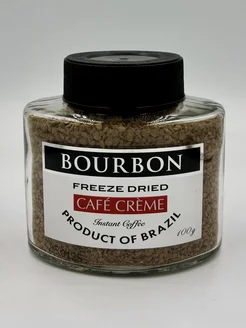 BOURBON
FREEZE DRIED
CAFÉ CRÈME
Instant Coffee
PRODUCT OF BRAZIL
100g